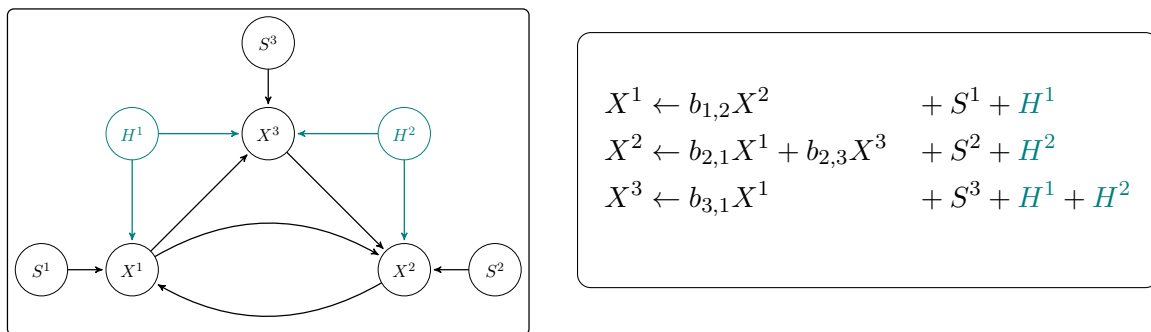 S³
H¹ X³ H²
S¹ X¹ X² S²
X¹ ← b₁,₂X² + S¹ + H¹
X² ← b₂,₁X¹ + b₂,₃X³ + S² + H²
X³ ← b₃,₁X¹ + S³ + H¹ + H²